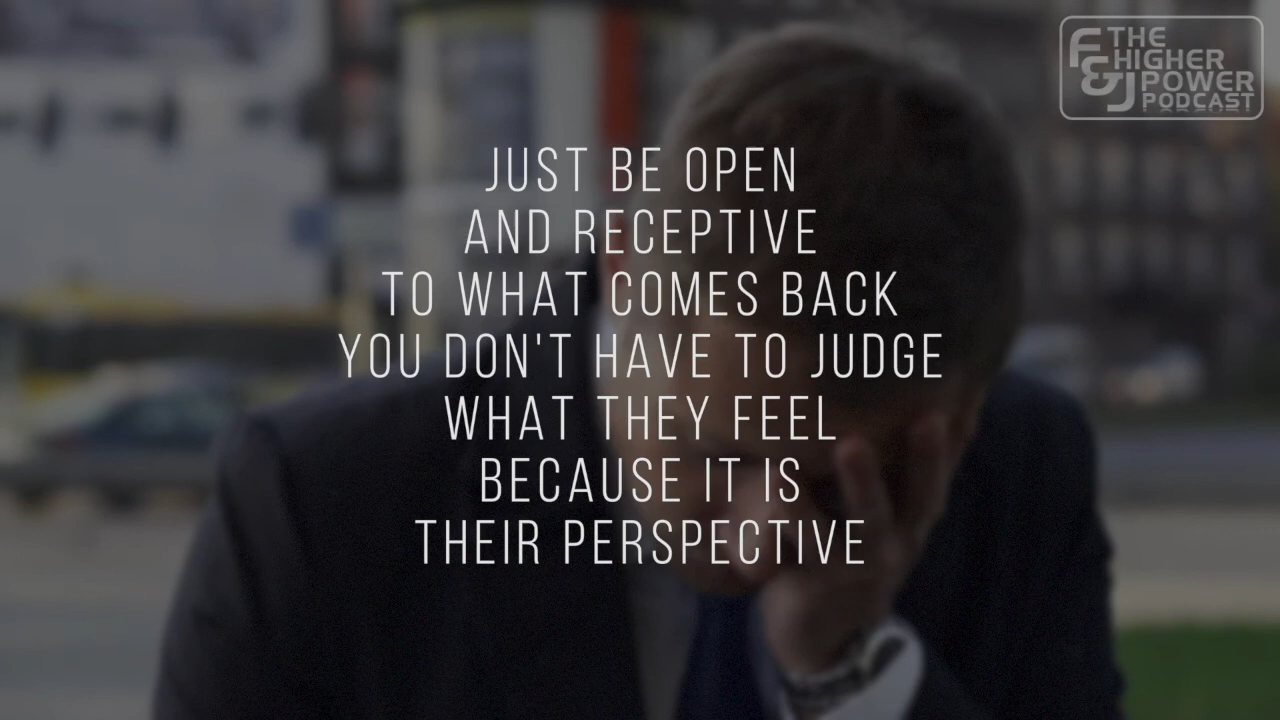 F&J
THE
HIGHER
POWER
PODCAST
JUST BE OPEN
AND RECEPTIVE
TO WHAT COMES BACK
YOU DON'T HAVE TO JUDGE
WHAT THEY FEEL
BECAUSE IT IS
THEIR PERSPECTIVE